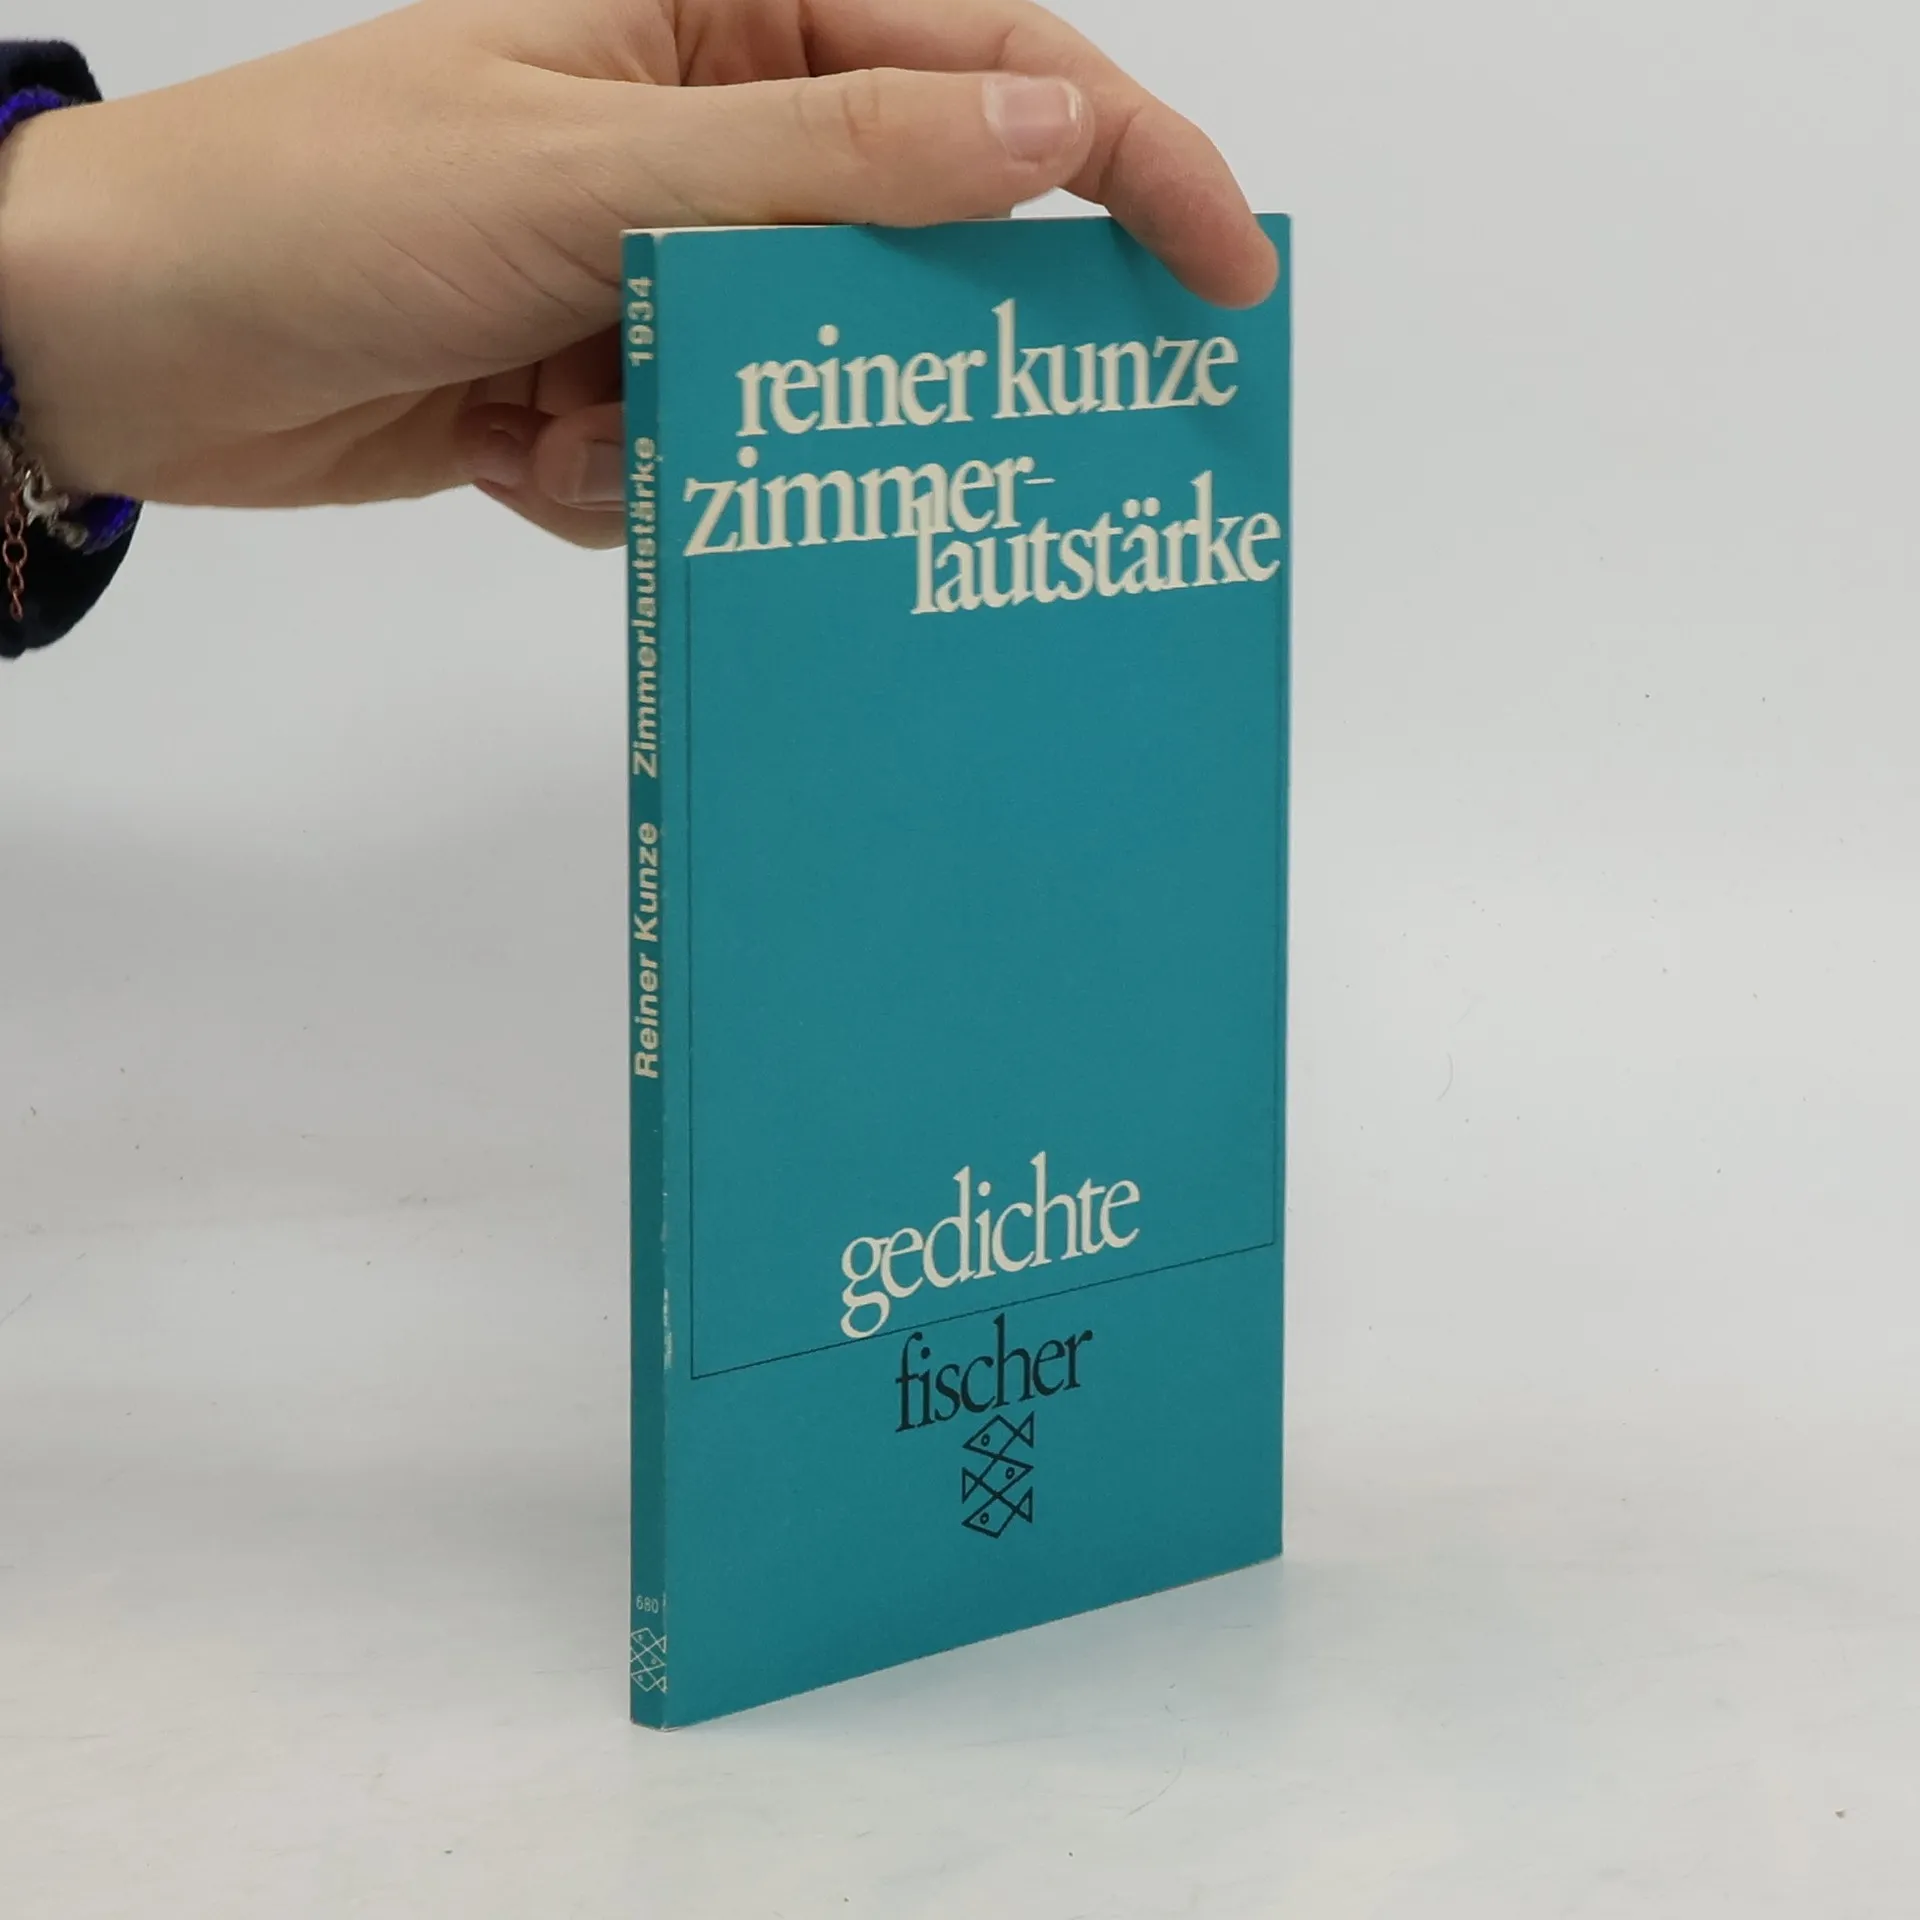 reiner kunze
zimmer-
lautstärke
gedichte
fischer
Reiner Kunze Zimmerlautstärke 1934
680